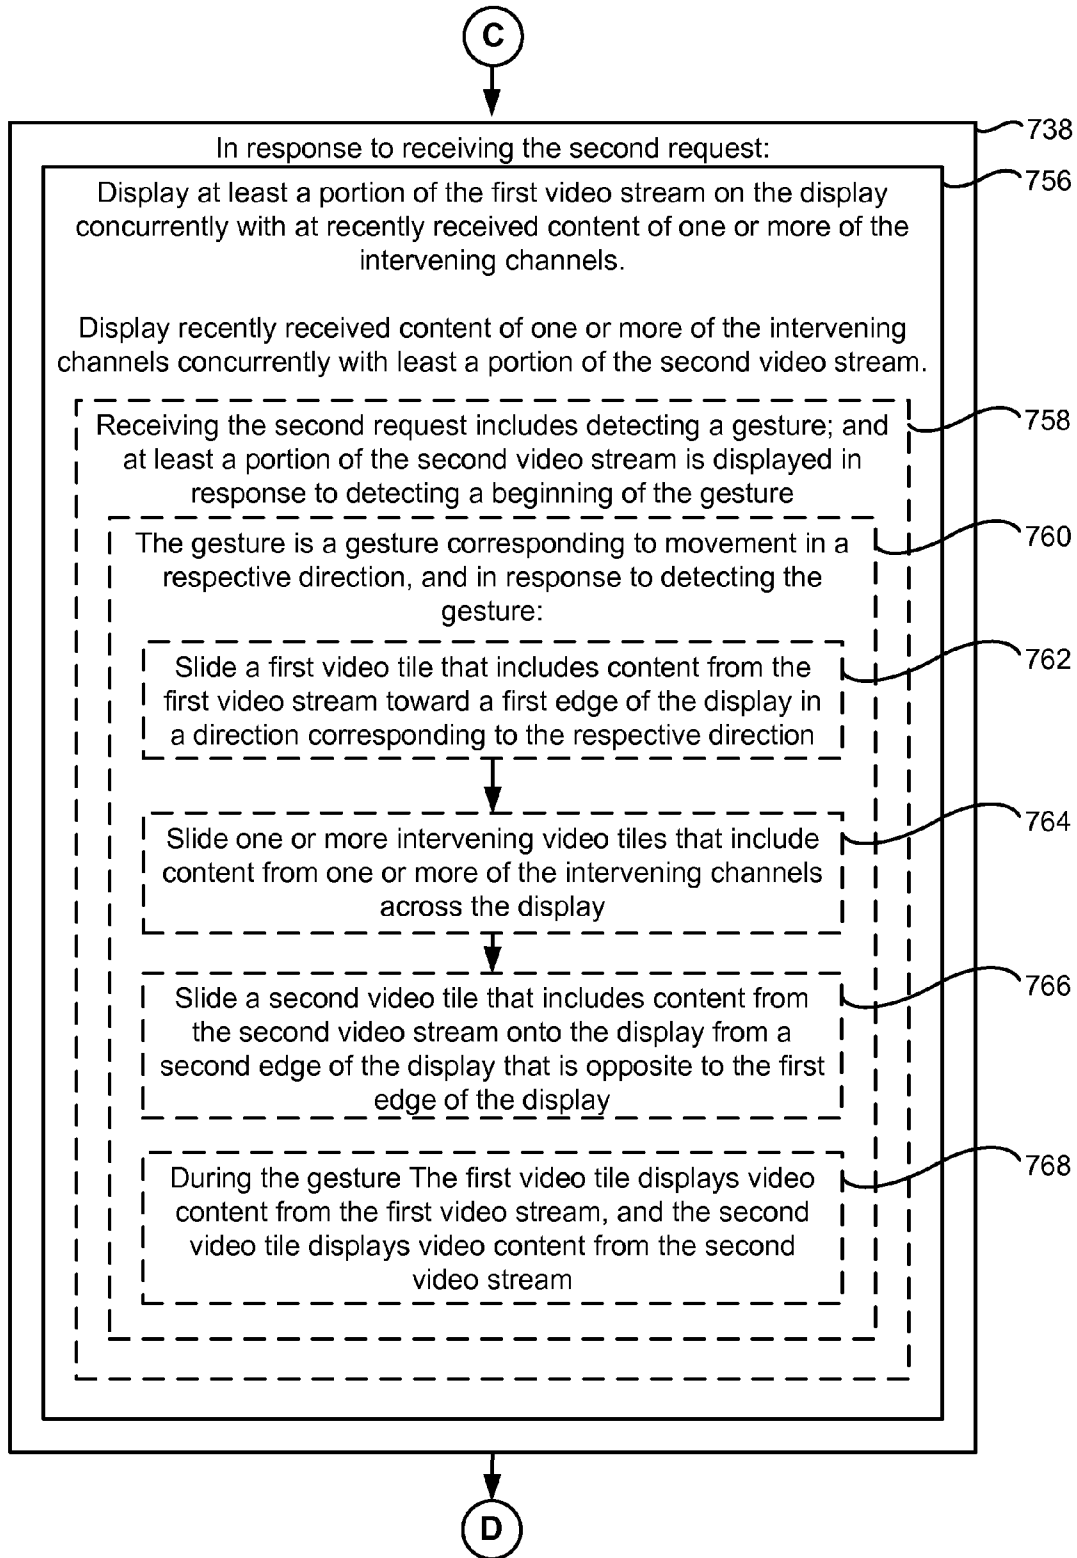 C
738
In response to receiving the second request:
756
Display at least a portion of the first video stream on the display
concurrently with at recently received content of one or more of the
intervening channels.
Display recently received content of one or more of the intervening
channels concurrently with least a portion of the second video stream.
758
Receiving the second request includes detecting a gesture; and
at least a portion of the second video stream is displayed in
response to detecting a beginning of the gesture
760
The gesture is a gesture corresponding to movement in a
respective direction, and in response to detecting the
gesture:
762
Slide a first video tile that includes content from the
first video stream toward a first edge of the display in
a direction corresponding to the respective direction
764
Slide one or more intervening video tiles that include
content from one or more of the intervening channels
across the display
766
Slide a second video tile that includes content from
the second video stream onto the display from a
second edge of the display that is opposite to the first
edge of the display
768
During the gesture The first video tile displays video
content from the first video stream, and the second
video tile displays video content from the second
video stream
D